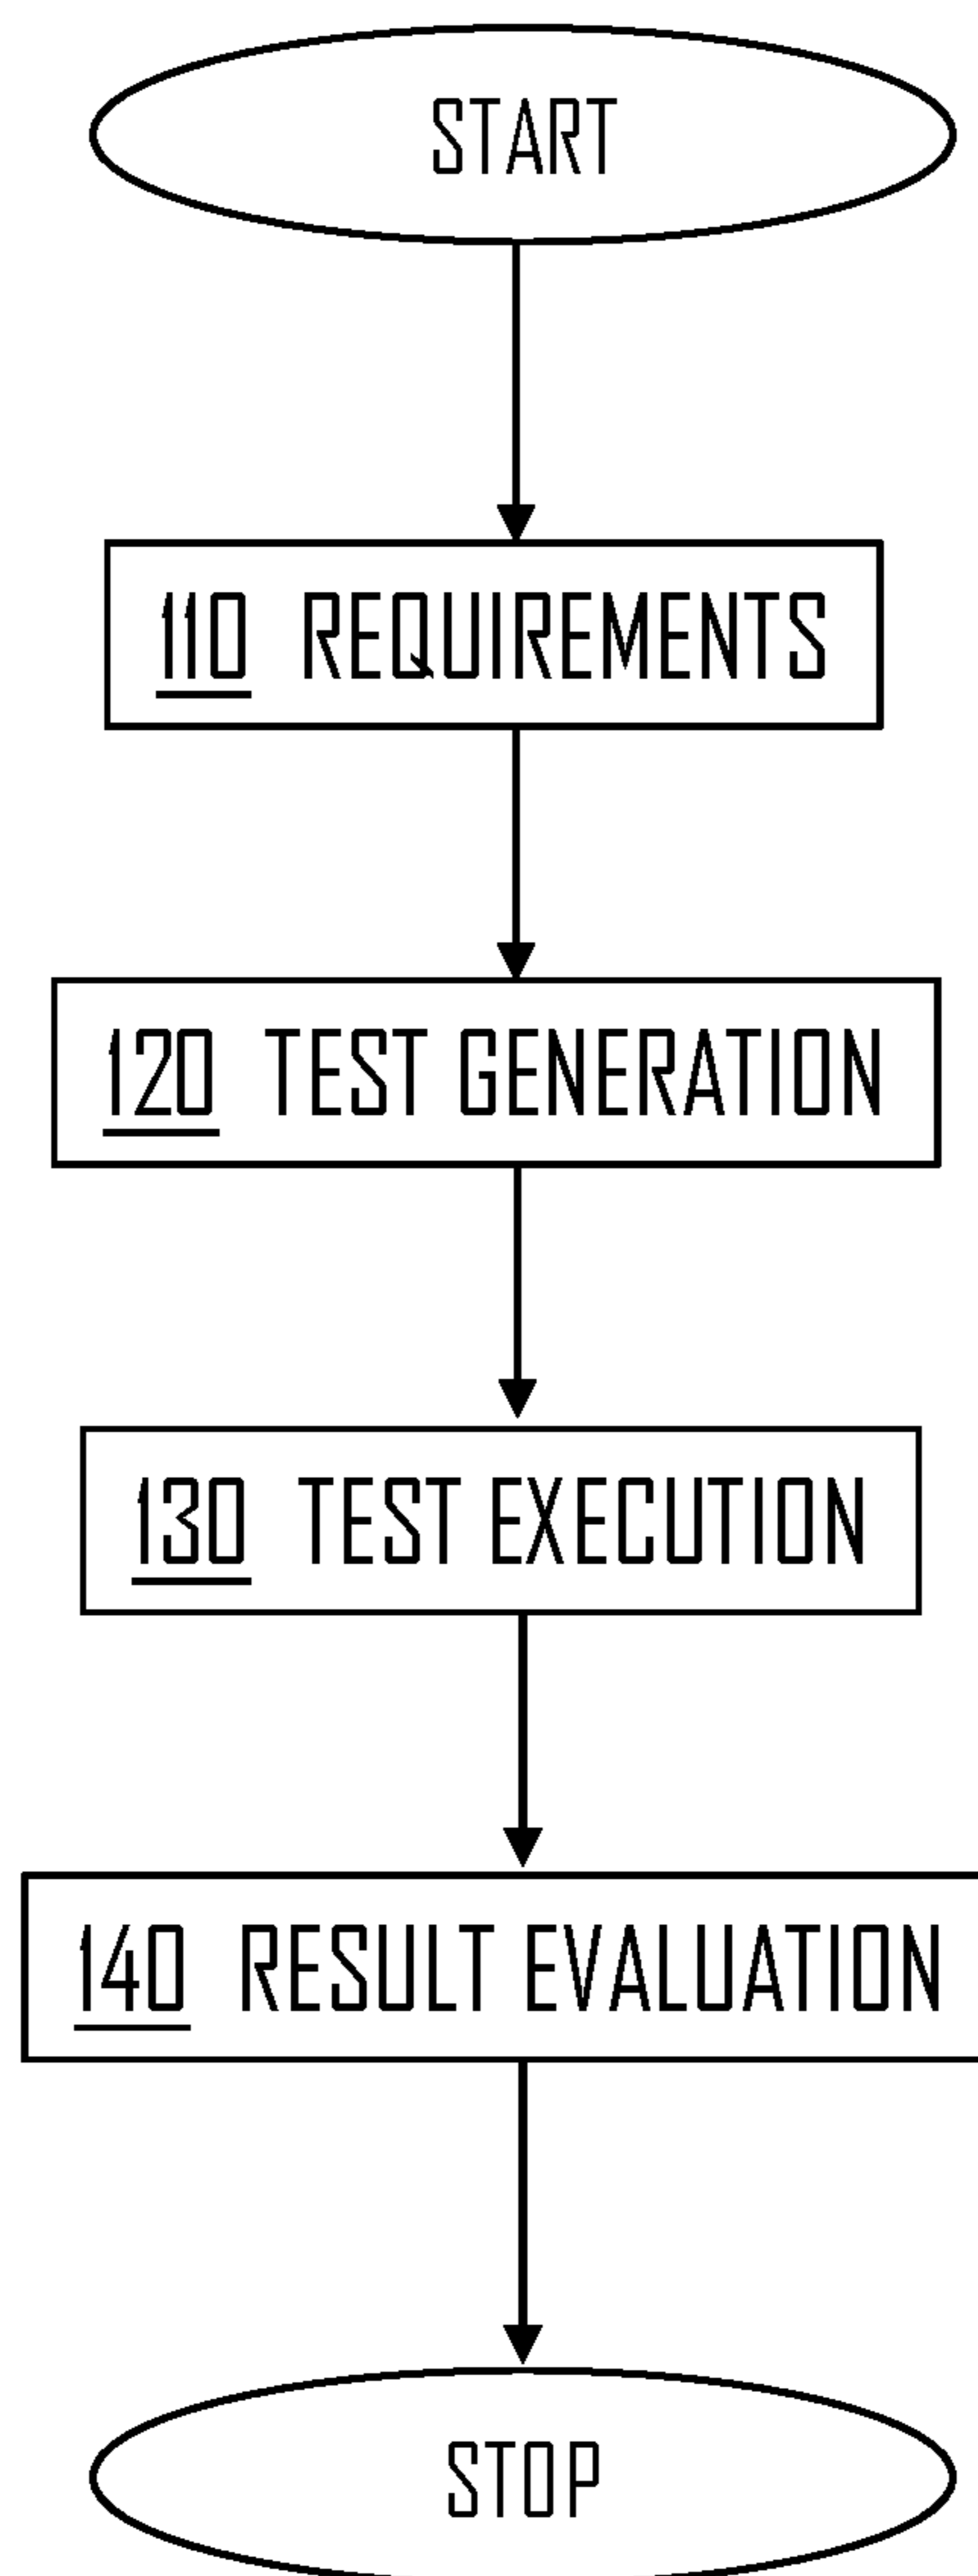 START
110 REQUIREMENTS
120 TEST GENERATION
130 TEST EXECUTION
140 RESULT EVALUATION
STOP